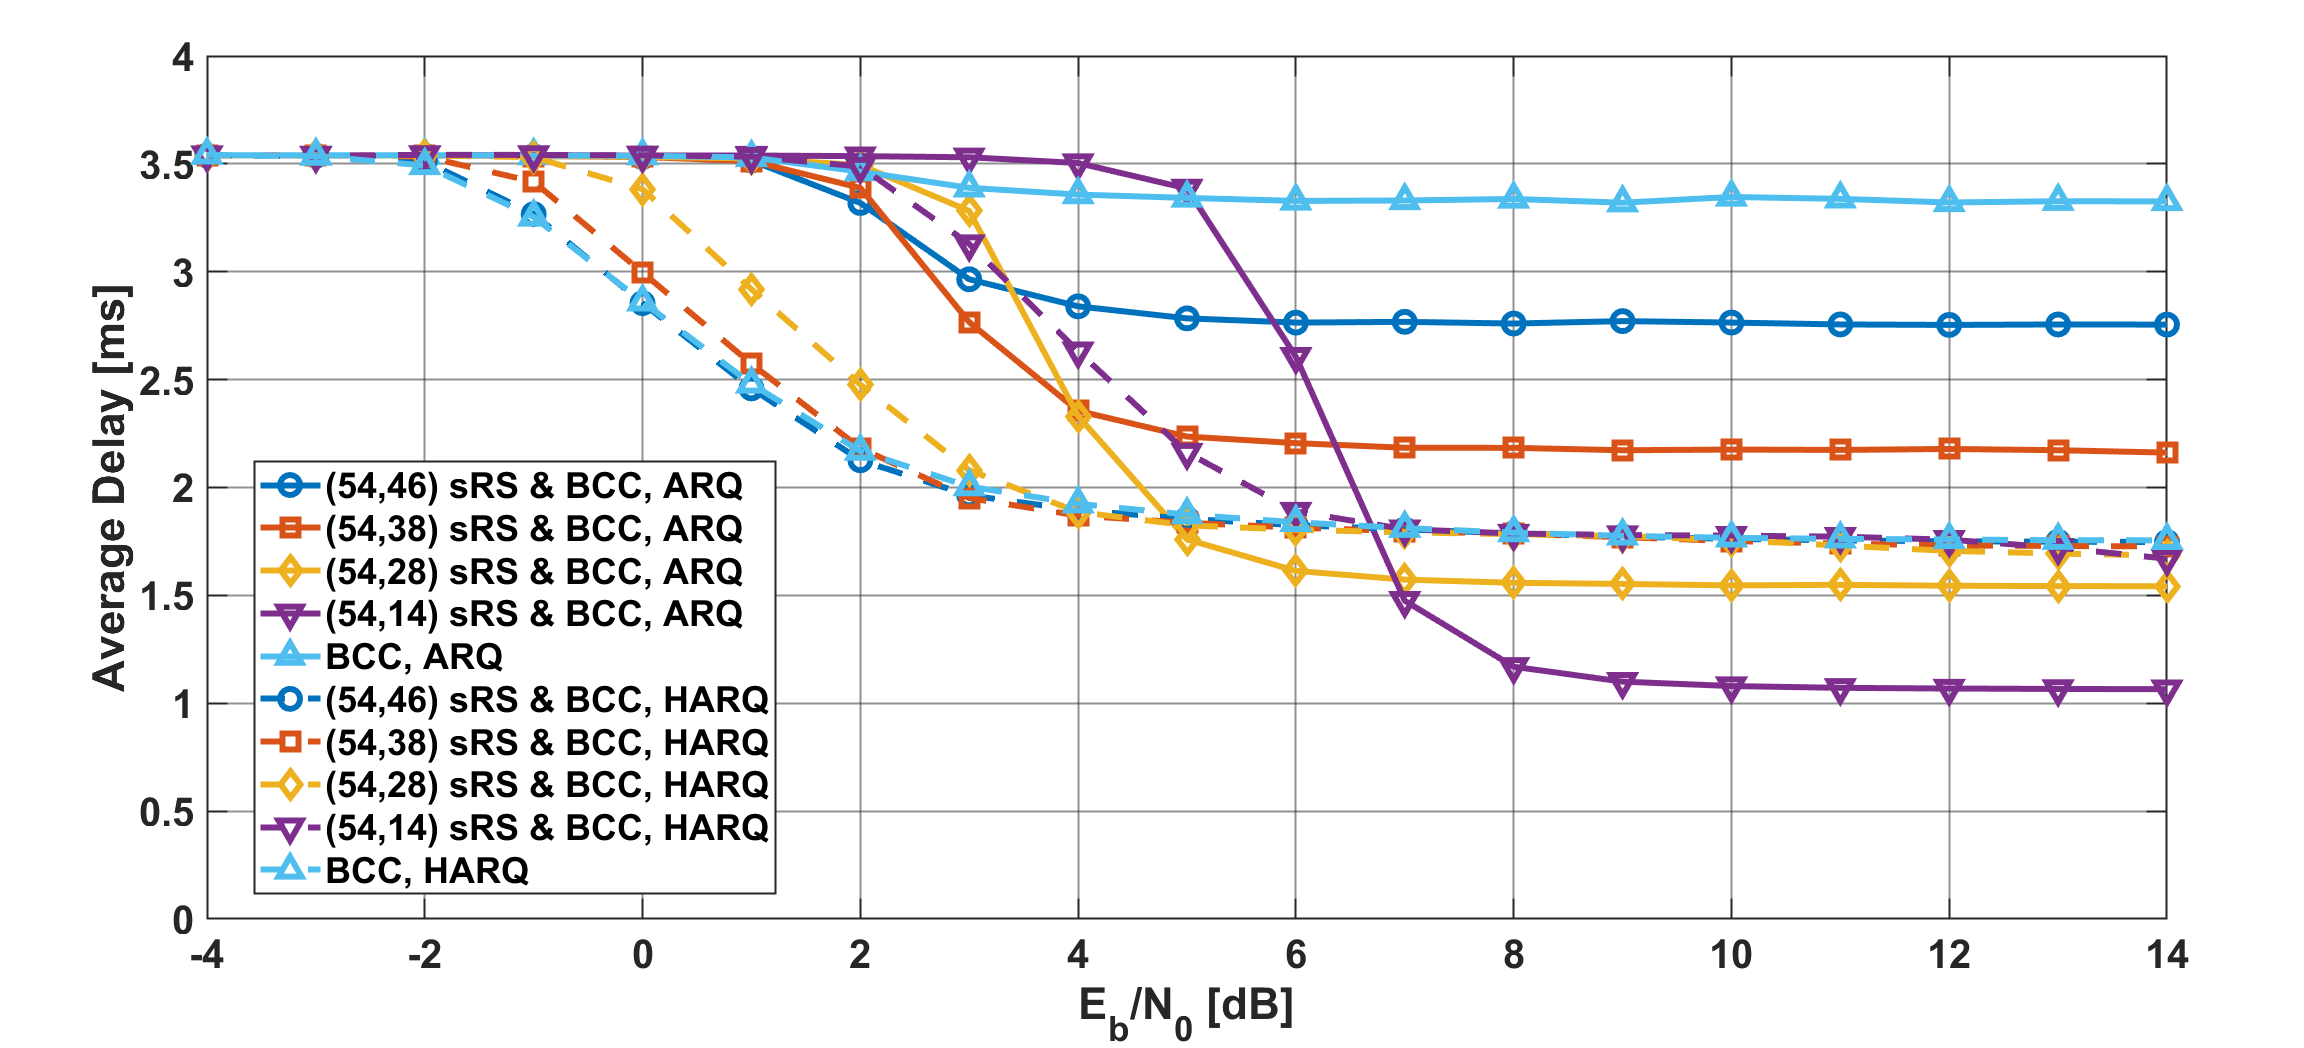 4
3.5
3
2.5
2
1.5
1
0.5
0
Average Delay [ms]
(54,46) sRS & BCC, ARQ
(54,38) sRS & BCC, ARQ
(54,28) sRS & BCC, ARQ
(54,14) sRS & BCC, ARQ
BCC, ARQ
(54,46) sRS & BCC, HARQ
(54,38) sRS & BCC, HARQ
(54,28) sRS & BCC, HARQ
(54,14) sRS & BCC, HARQ
BCC, HARQ
-4 -2 0 2 4 6 8 10 12 14
E_b/N_0 [dB]